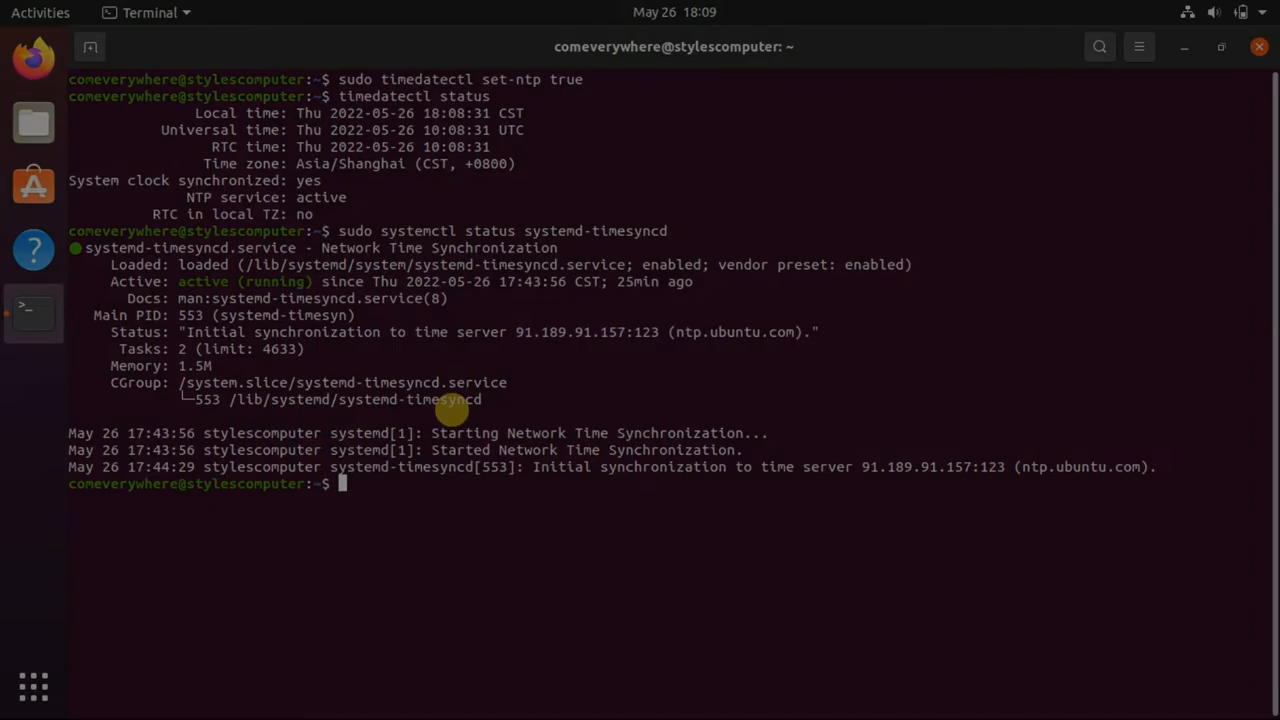 Activities
Terminal
May 26 18:09
comeverywhere@stylescomputer: ~
comeverywhere@stylescomputer:~$ sudo timedatectl set-ntp true
comeverywhere@stylescomputer:~$ timedatectl status
Local time: Thu 2022-05-26 18:08:31 CST
Universal time: Thu 2022-05-26 10:08:31 UTC
RTC time: Thu 2022-05-26 10:08:31
Time zone: Asia/Shanghai (CST, +0800)
System clock synchronized: yes
NTP service: active
RTC in local TZ: no
comeverywhere@stylescomputer:~$ sudo systemctl status systemd-timesyncd
● systemd-timesyncd.service - Network Time Synchronization
Loaded: loaded (/lib/systemd/system/systemd-timesyncd.service; enabled; vendor preset: enabled)
Active: active (running) since Thu 2022-05-26 17:43:56 CST; 25min ago
Docs: man:systemd-timesyncd.service(8)
Main PID: 553 (systemd-timesyn)
Status: "Initial synchronization to time server 91.189.91.157:123 (ntp.ubuntu.com)."
Tasks: 2 (limit: 4633)
Memory: 1.5M
CGroup: /system.slice/systemd-timesyncd.service
└─553 /lib/systemd/systemd-timesyncd
May 26 17:43:56 stylescomputer systemd[1]: Starting Network Time Synchronization...
May 26 17:43:56 stylescomputer systemd[1]: Started Network Time Synchronization.
May 26 17:44:29 stylescomputer systemd-timesyncd[553]: Initial synchronization to time server 91.189.91.157:123 (ntp.ubuntu.com).
comeverywhere@stylescomputer:~$